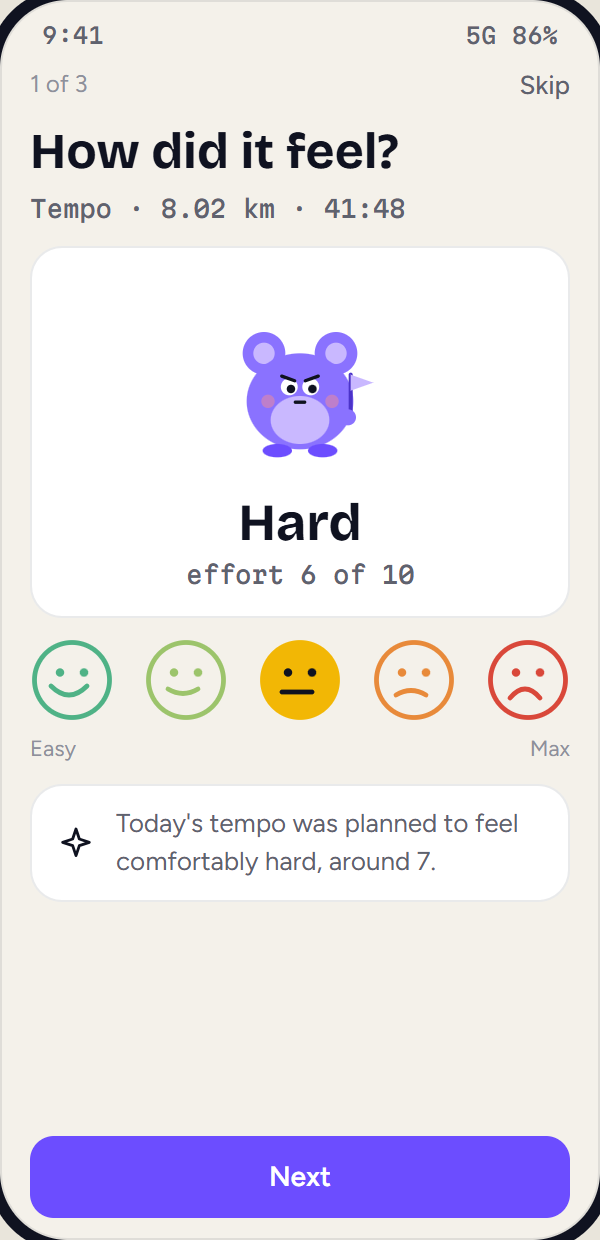 9:41
5G 86%
1 of 3
Skip
How did it feel?
Tempo · 8.02 km · 41:48
Hard
effort 6 of 10
Easy
Max
Today's tempo was planned to feel
comfortably hard, around 7.
Next